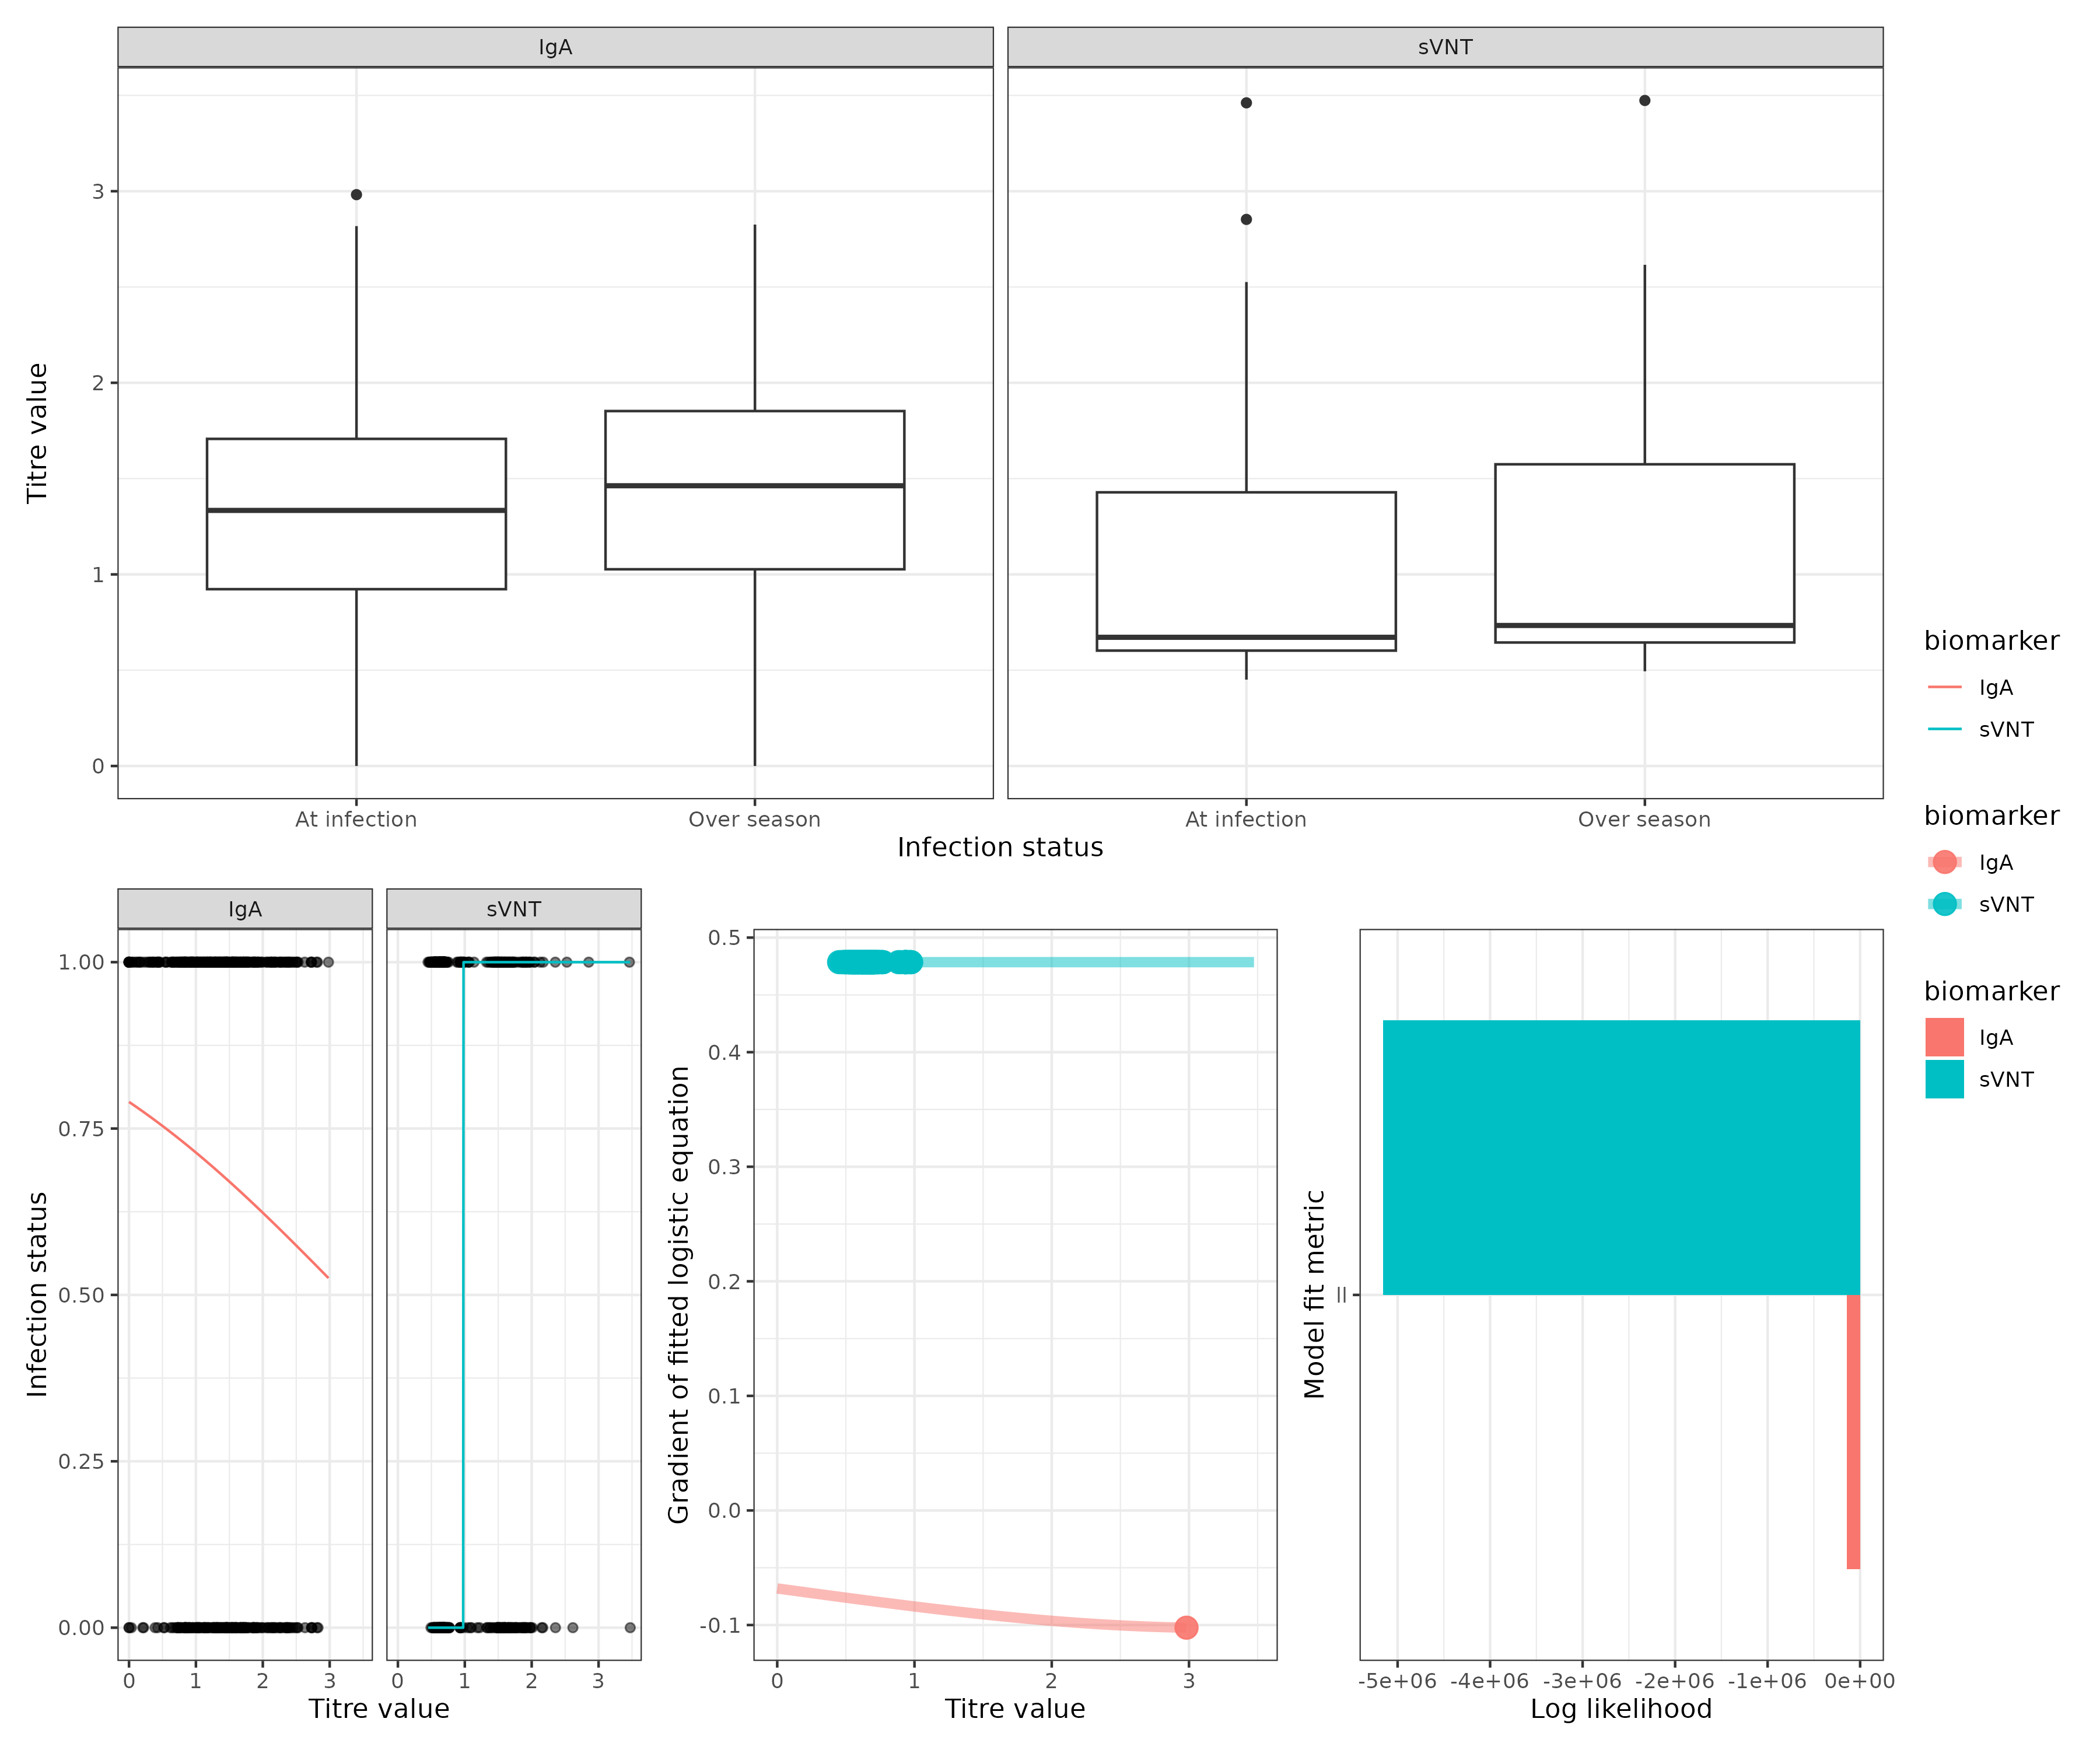 IgA
sVNT
Titre value
3
2
1
0
At infection
Over season
At infection
Over season
Infection status
biomarker
IgA
sVNT
biomarker
IgA
sVNT
biomarker
IgA
sVNT
IgA
sVNT
Infection status
1.00
0.75
0.50
0.25
0.00
0 1 2 3
0 1 2 3
Titre value
Gradient of fitted logistic equation
0.5
0.4
0.3
0.2
0.1
0.0
-0.1
0 1 2 3
Titre value
Model fit metric
ll
-5e+06 -4e+06 -3e+06 -2e+06 -1e+06 0e+00
Log likelihood